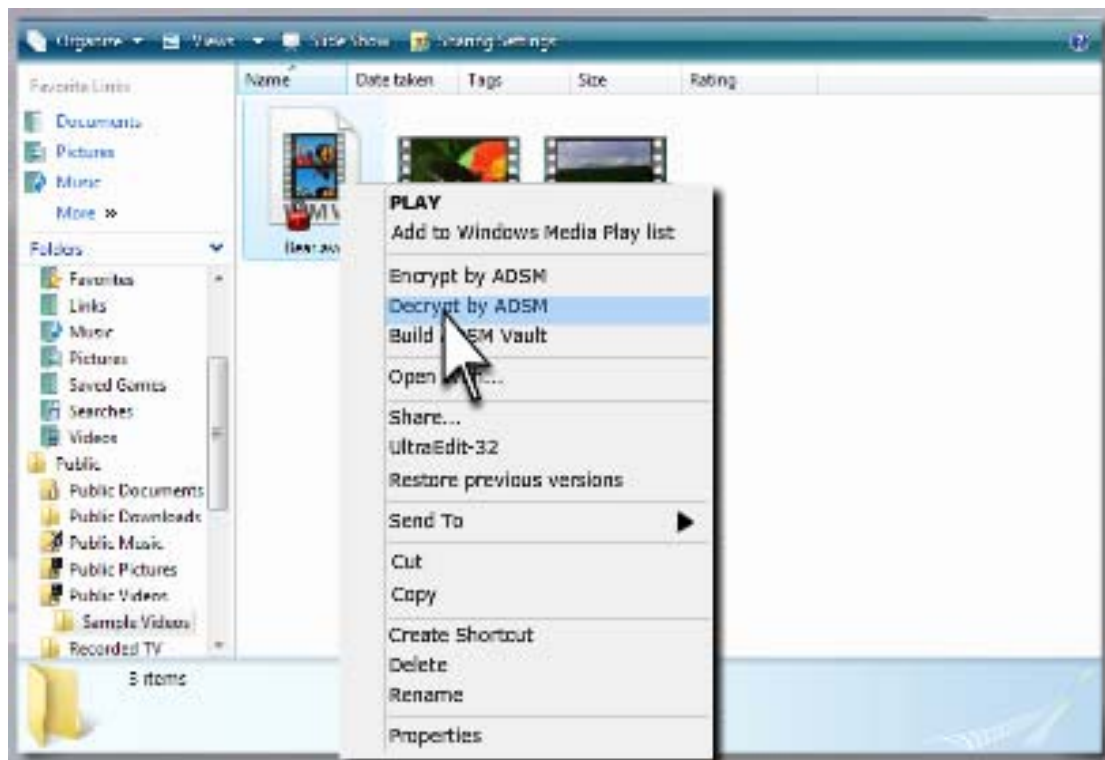 Organize Views Slide Show Sharing Settings
Favorite Links
Documents
Pictures
Music
More »
Folders
Favorites
Links
Music
Pictures
Saved Games
Searches
Videos
Public
Public Documents
Public Downloads
Public Music
Public Pictures
Public Videos
Sample Videos
Recorded TV
Name Date taken Tags Size Rating
PLAY
Add to Windows Media Play list
Encrypt by ADSM
Decrypt by ADSM
Build Vault
Open
Share...
UltraEdit-32
Restore previous versions
Send To
Cut
Copy
Create Shortcut
Delete
Rename
Properties
3 items